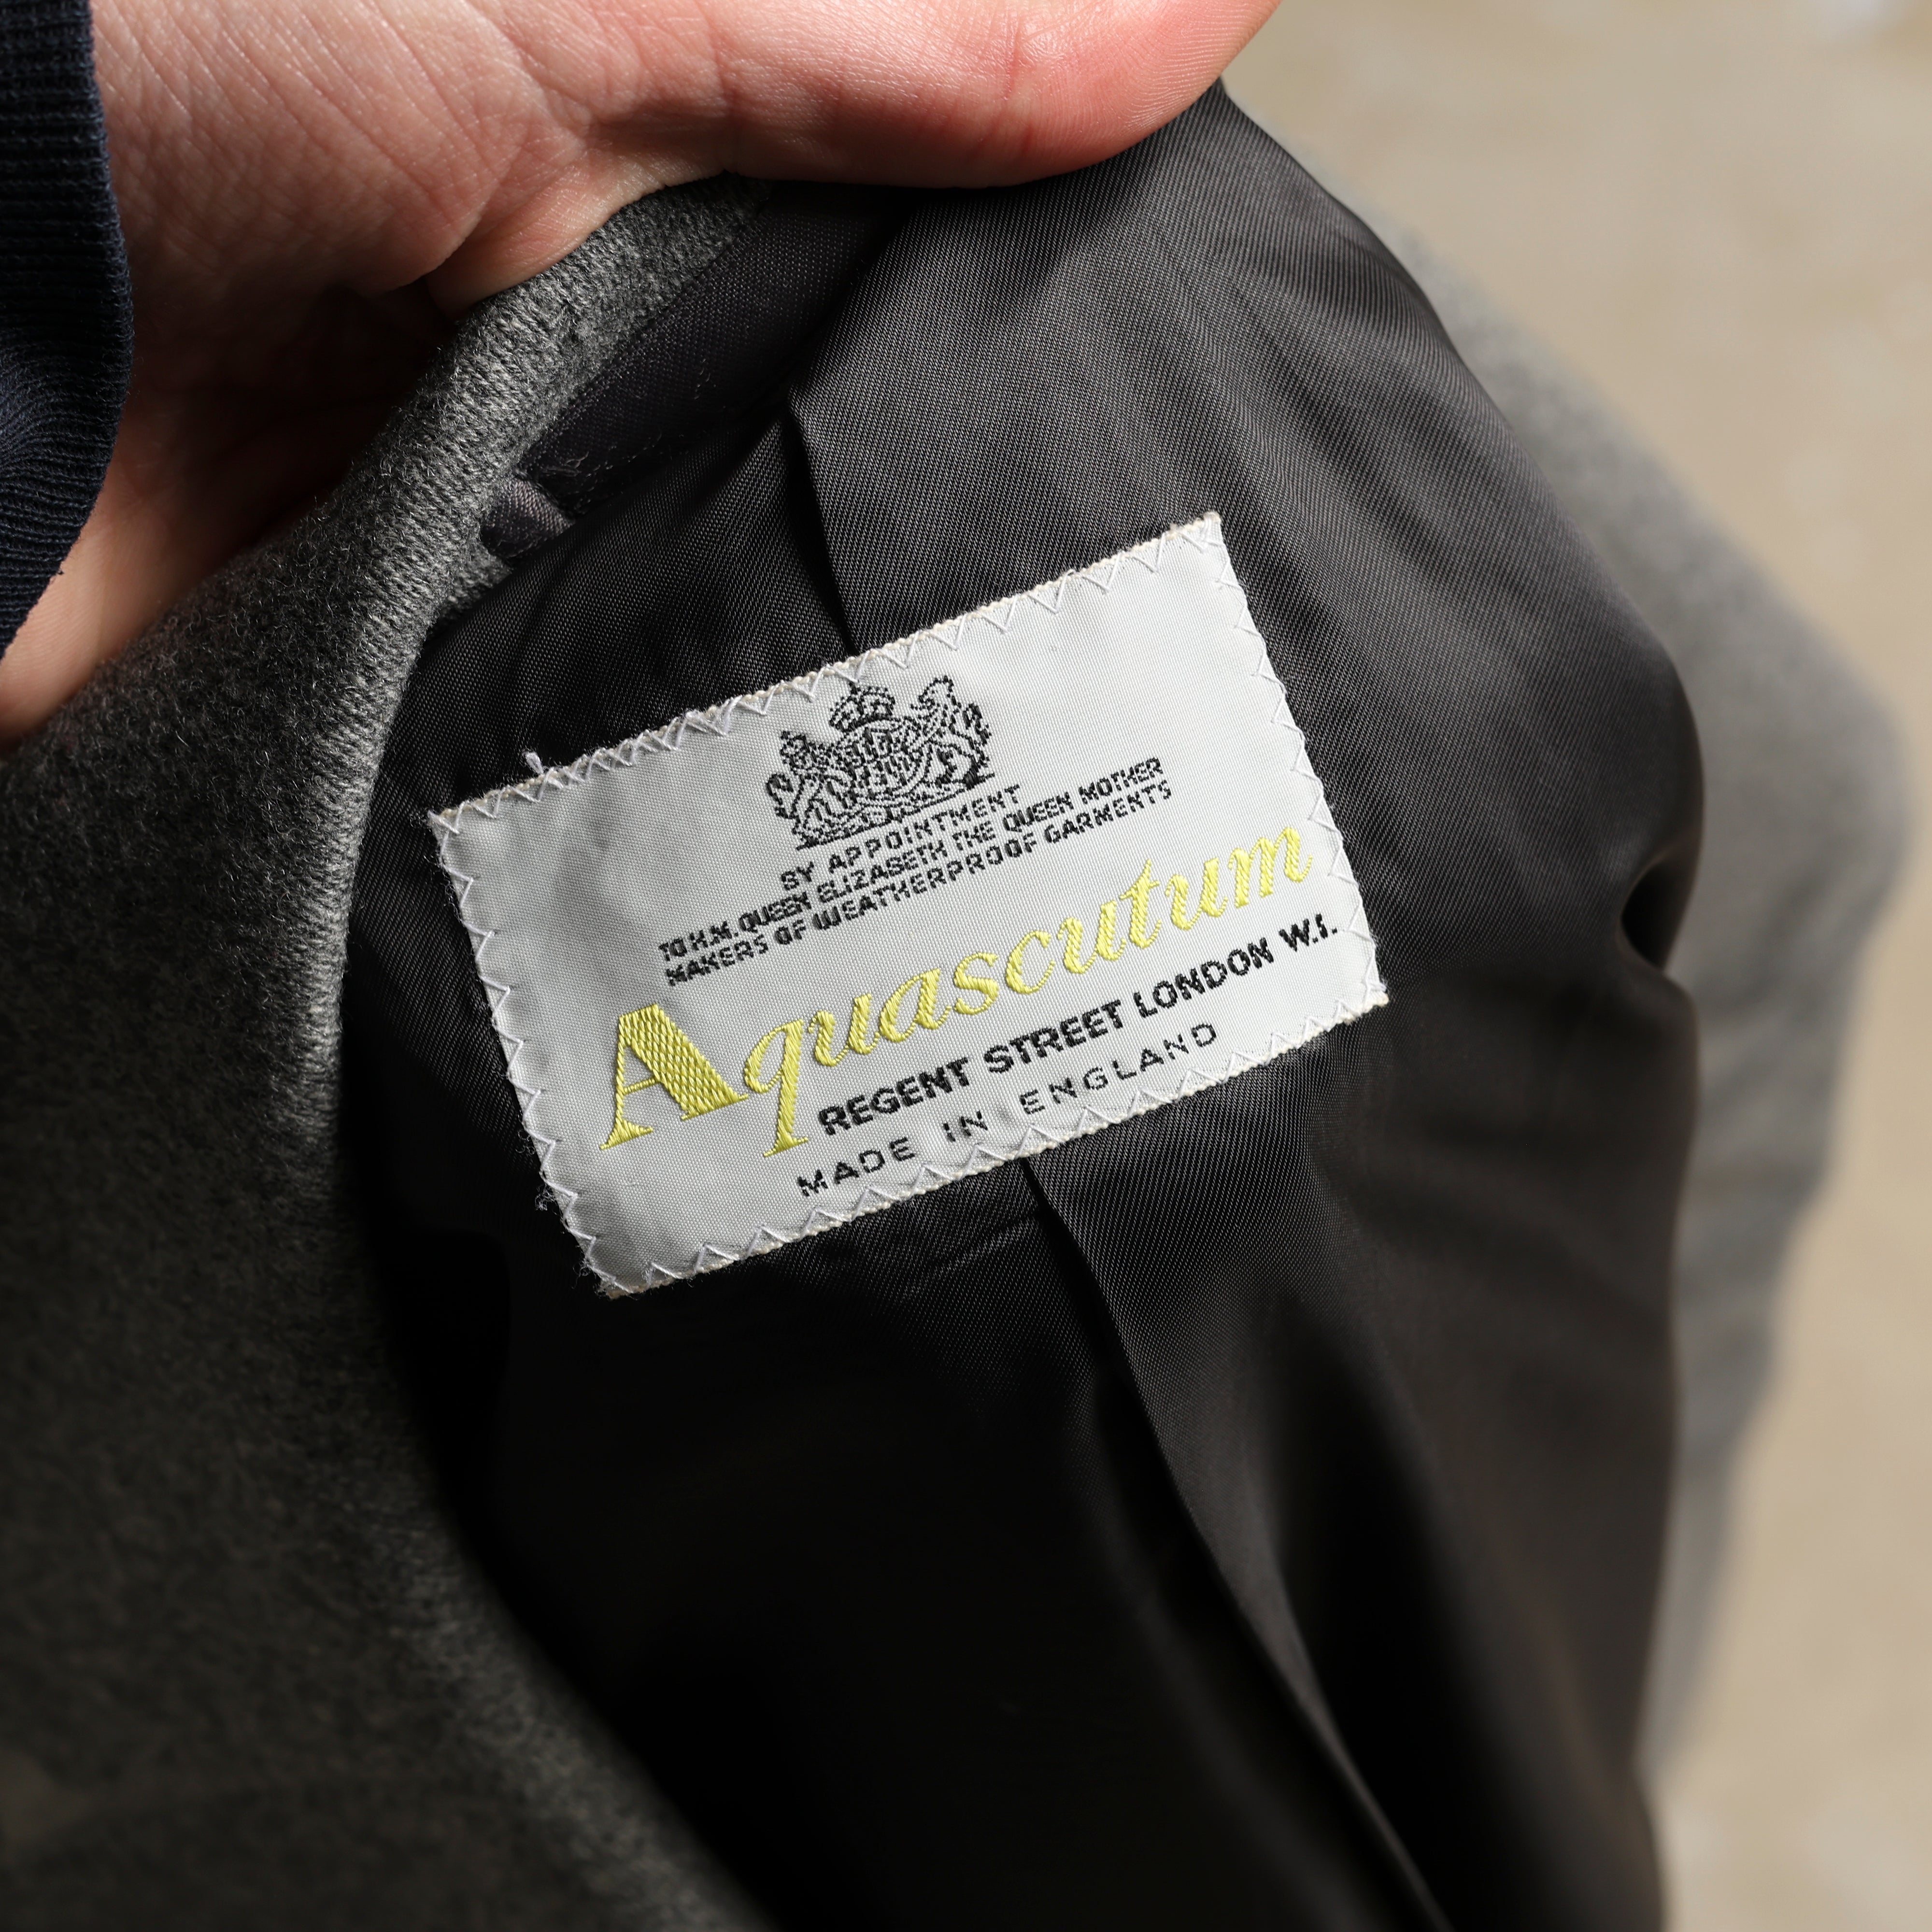 BY APPOINTMENT
TO H.M. QUEEN ELIZABETH THE QUEEN MOTHER
MAKERS OF WEATHERPROOF GARMENTS
Aquascutum
REGENT STREET LONDON W.I.
MADE IN ENGLAND